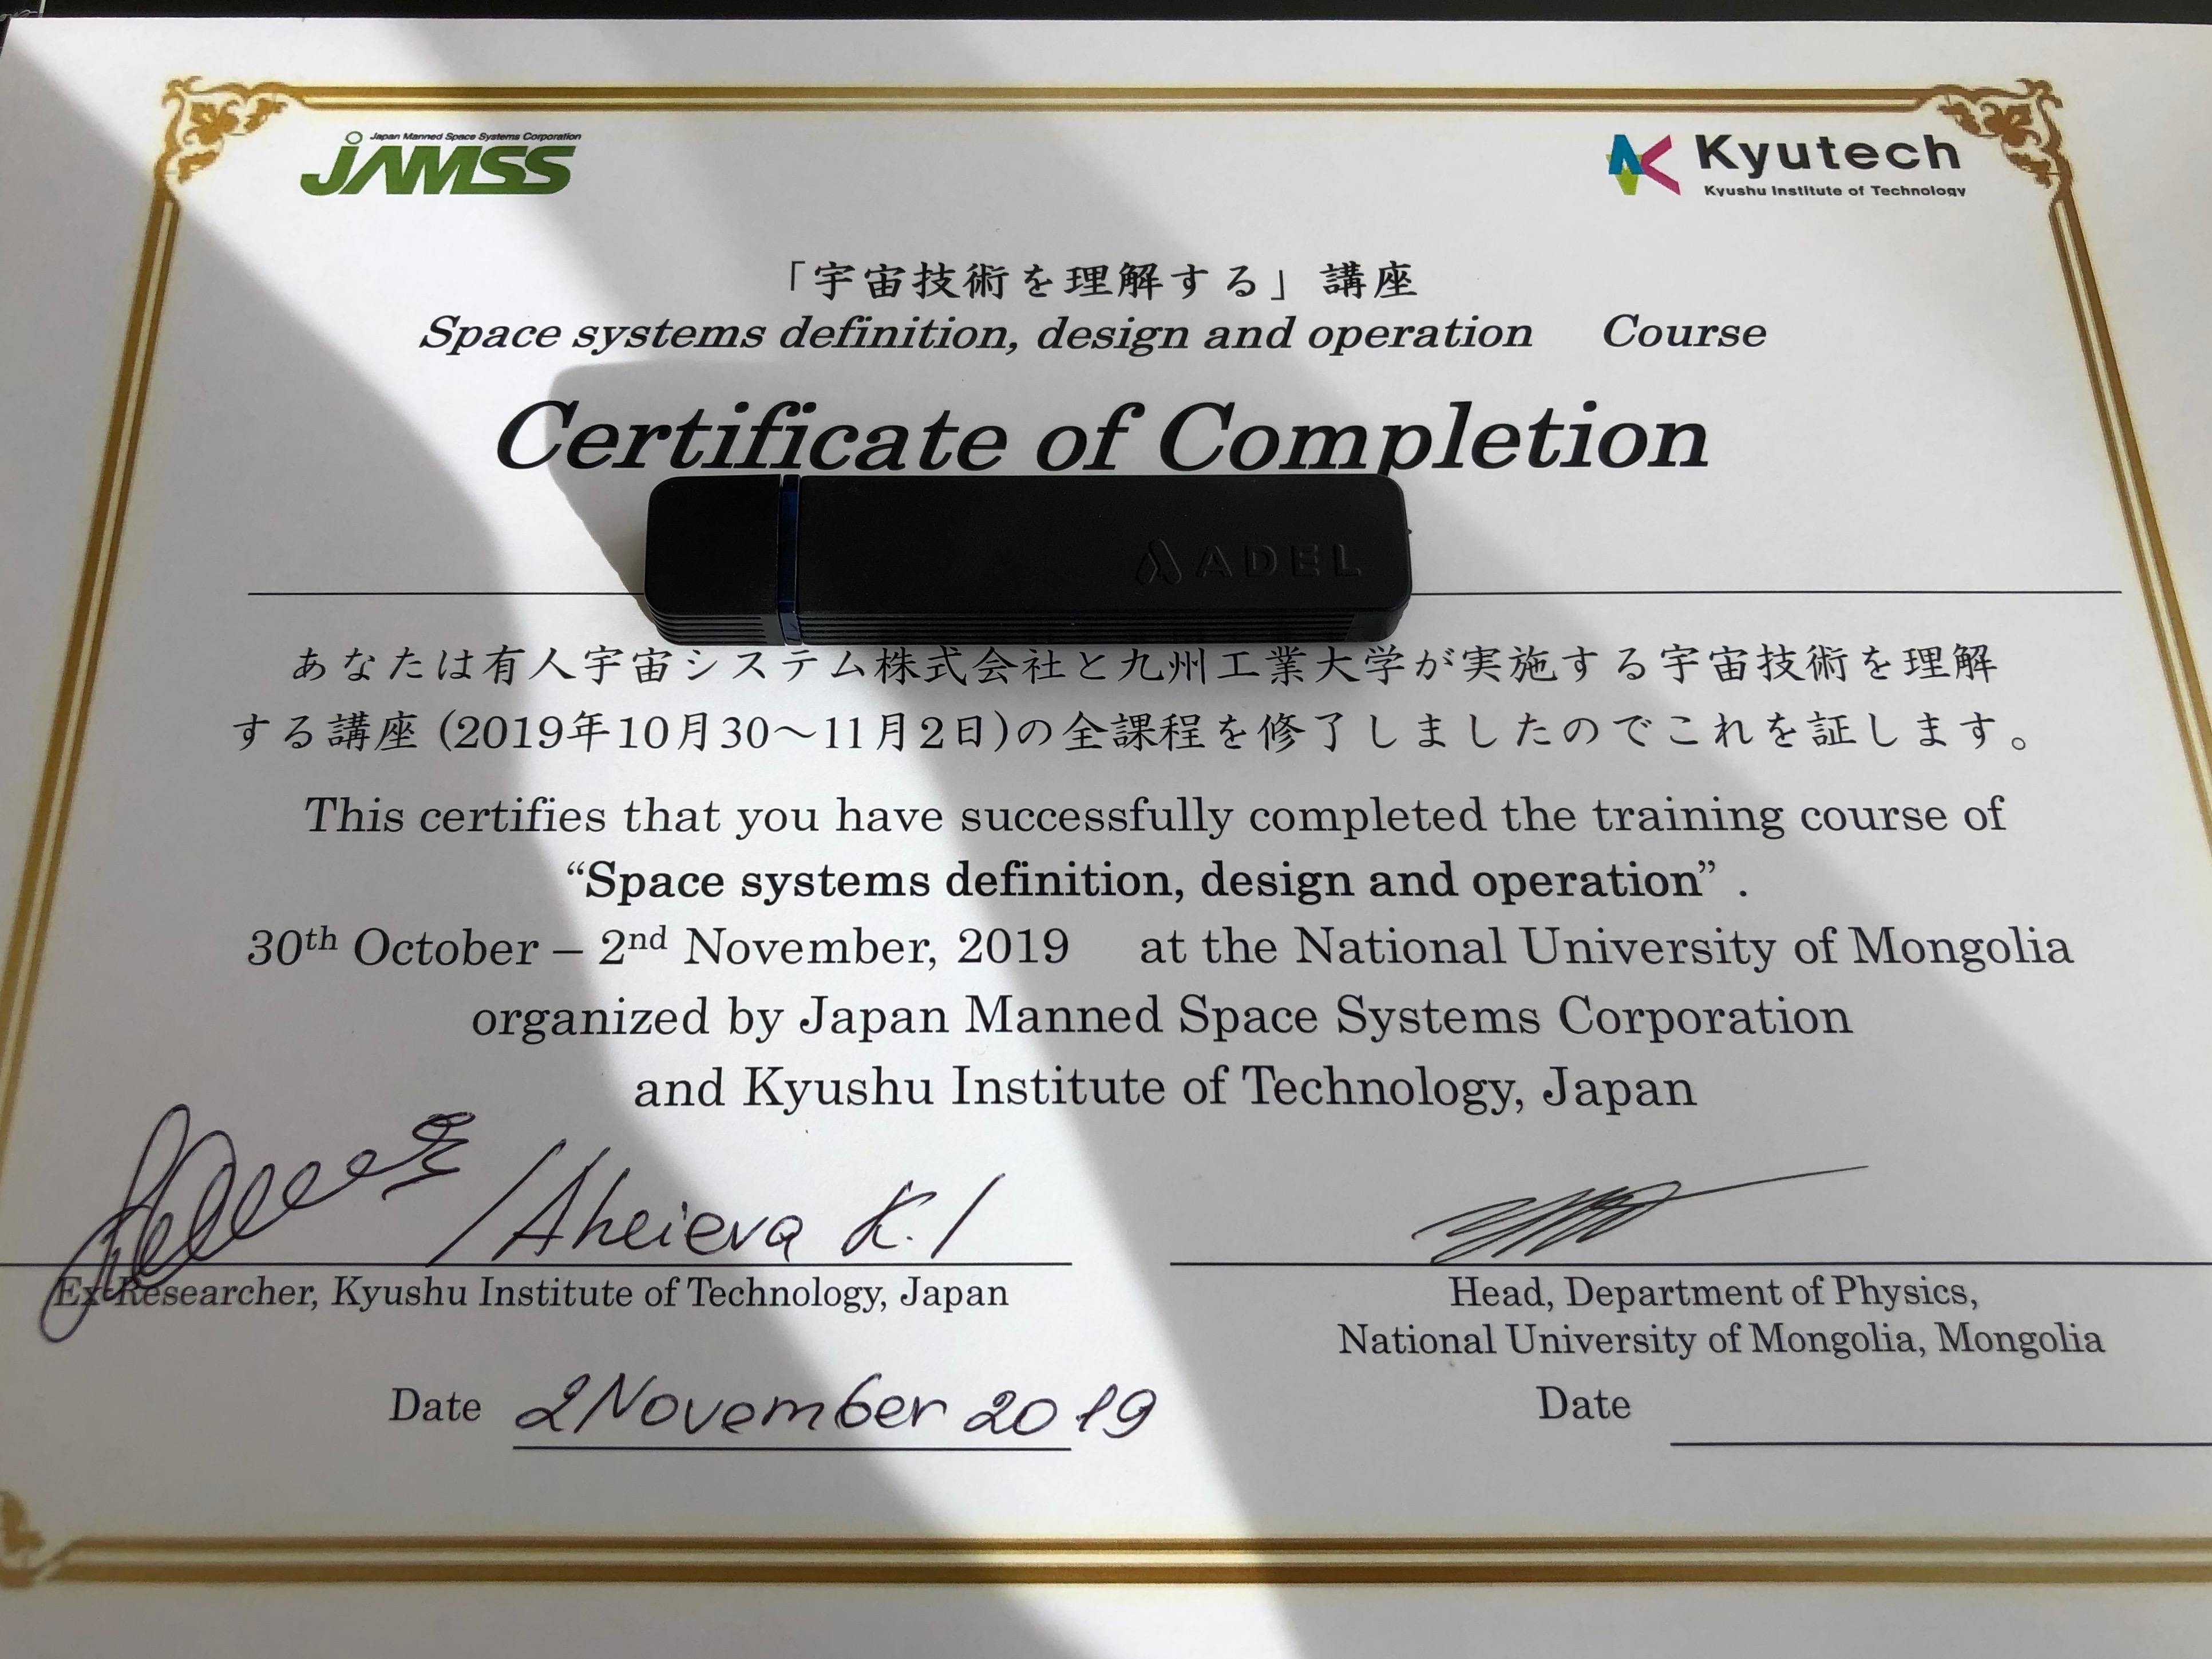 Japan Manned Space Systems Corporation
JAMSS
Kyutech
Kyushu Institute of Technology
「宇宙技術を理解する」講座
Space systems definition, design and operation Course
Certificate of Completion
ADEL
あなたは有人宇宙システム株式会社と九州工業大学が実施する宇宙技術を理解
する講座 (2019年10月30～11月2日)の全課程を修了しましたのでこれを証します。
This certifies that you have successfully completed the training course of
“Space systems definition, design and operation” .
30th October – 2nd November, 2019 at the National University of Mongolia
organized by Japan Manned Space Systems Corporation
and Kyushu Institute of Technology, Japan
/Aheieva K./
Ex-Researcher, Kyushu Institute of Technology, Japan
Head, Department of Physics,
National University of Mongolia, Mongolia
Date 2 November 2019
Date